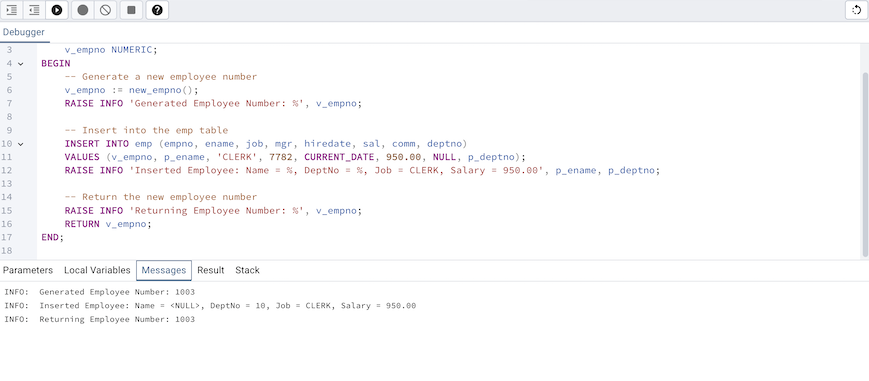 Debugger
3 v_empno NUMERIC;
4 BEGIN
5 -- Generate a new employee number
6 v_empno := new_empno();
7 RAISE INFO 'Generated Employee Number: %', v_empno;
8
9 -- Insert into the emp table
10 INSERT INTO emp (empno, ename, job, mgr, hiredate, sal, comm, deptno)
11 VALUES (v_empno, p_ename, 'CLERK', 7782, CURRENT_DATE, 950.00, NULL, p_deptno);
12 RAISE INFO 'Inserted Employee: Name = %, DeptNo = %, Job = CLERK, Salary = 950.00', p_ename, p_deptno;
13
14 -- Return the new employee number
15 RAISE INFO 'Returning Employee Number: %', v_empno;
16 RETURN v_empno;
17 END;
18
Parameters Local Variables Messages Result Stack
INFO: Generated Employee Number: 1003
INFO: Inserted Employee: Name = <NULL>, DeptNo = 10, Job = CLERK, Salary = 950.00
INFO: Returning Employee Number: 1003